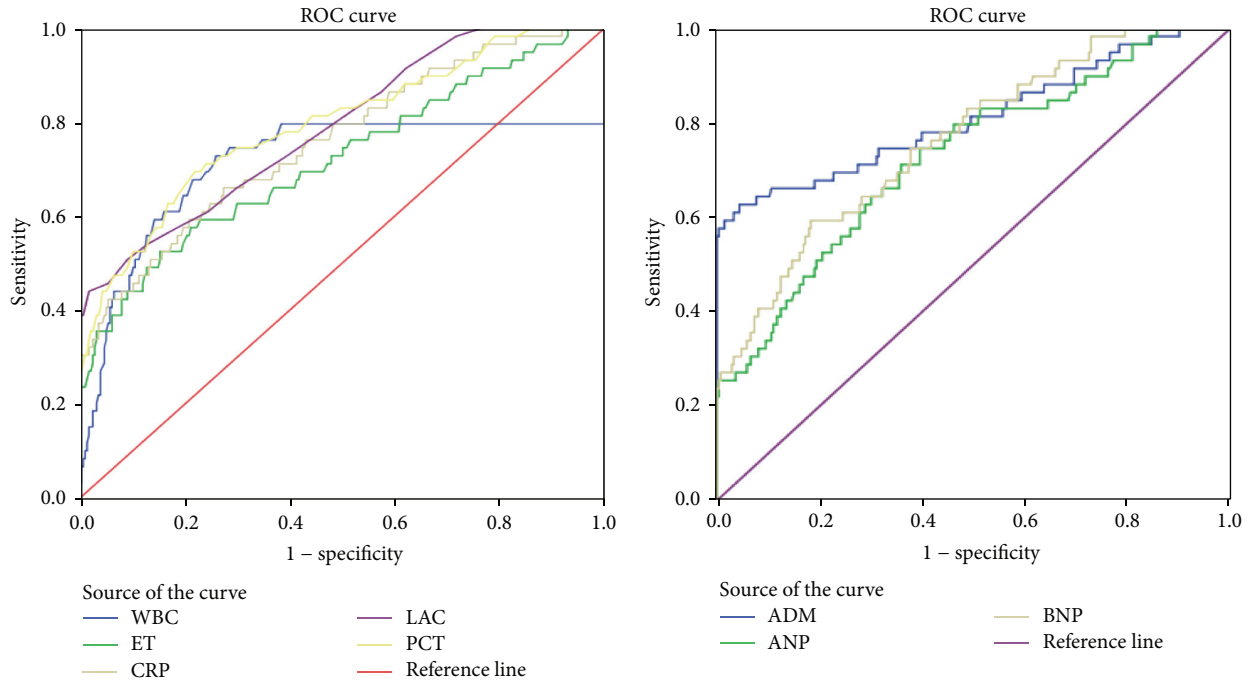 ROC curve
1.0
0.8
0.6
0.4
0.2
0.0
Sensitivity
0.0 0.2 0.4 0.6 0.8 1.0
1 − specificity
Source of the curve
WBC LAC
ET PCT
CRP Reference line
ROC curve
1.0
0.8
0.6
0.4
0.2
0.0
Sensitivity
0.0 0.2 0.4 0.6 0.8 1.0
1 − specificity
Source of the curve
ADM BNP
ANP Reference line